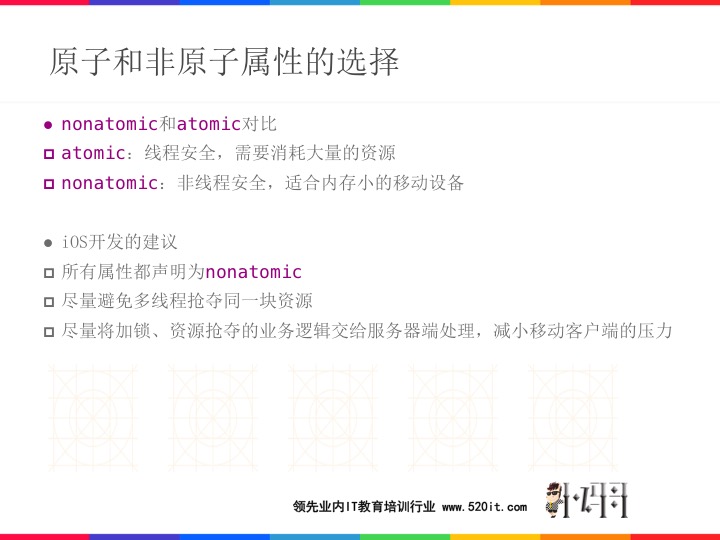 原子和非原子属性的选择
nonatomic和atomic对比
atomic：线程安全，需要消耗大量的资源
nonatomic：非线程安全，适合内存小的移动设备
iOS开发的建议
所有属性都声明为nonatomic
尽量避免多线程抢夺同一块资源
尽量将加锁、资源抢夺的业务逻辑交给服务器端处理，减小移动客户端的压力
领先业内IT教育培训行业 www.520it.com
小码哥